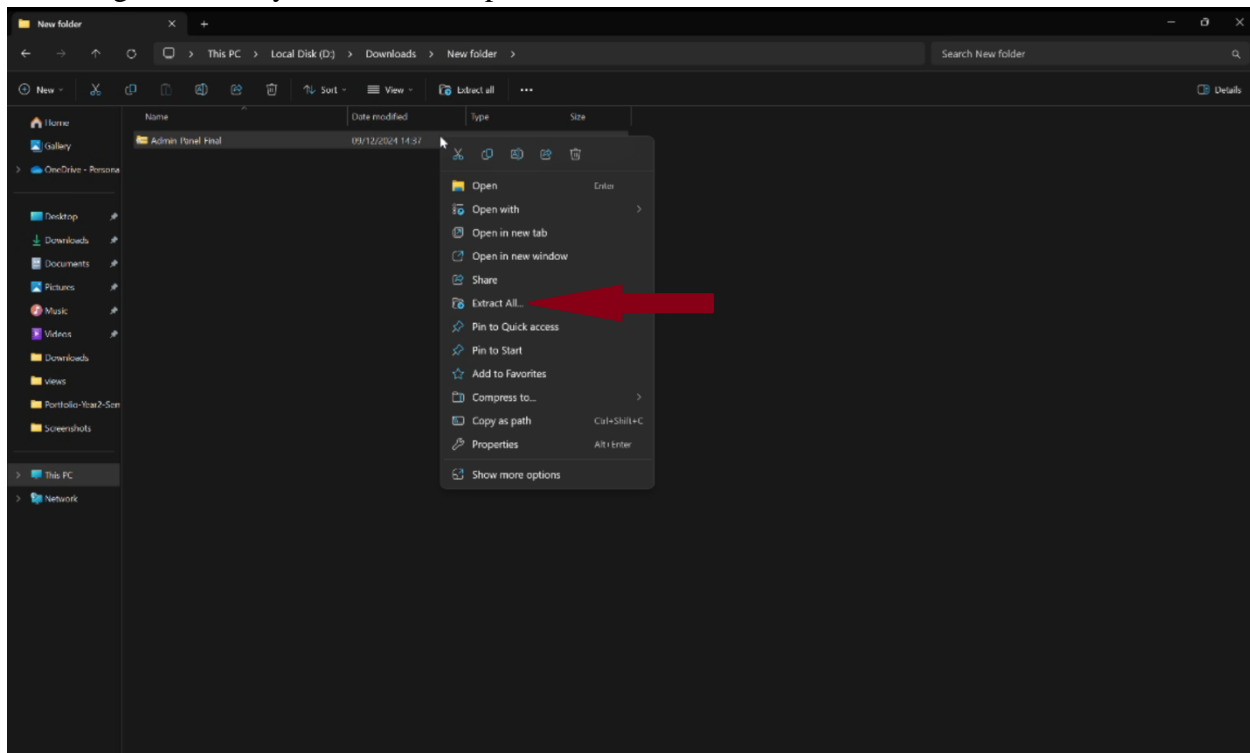 New folder
This PC > Local Disk (D:) > Downloads > New folder >
Search New folder
New
Sort
View
Extract all
Details
Name
Date modified
Type
Size
Home
Gallery
OneDrive - Persona
Desktop
Downloads
Documents
Pictures
Music
Videos
Downloads
views
Portfolio-Year2-Sem
Screenshots
This PC
Network
Admin Panel Final 09/12/2024 14:37
Open Enter
Open with
Open in new tab
Open in new window
Share
Extract All...
Pin to Quick access
Pin to Start
Add to Favorites
Compress to...
Copy as path Ctrl+Shift+C
Properties Alt+Enter
Show more options